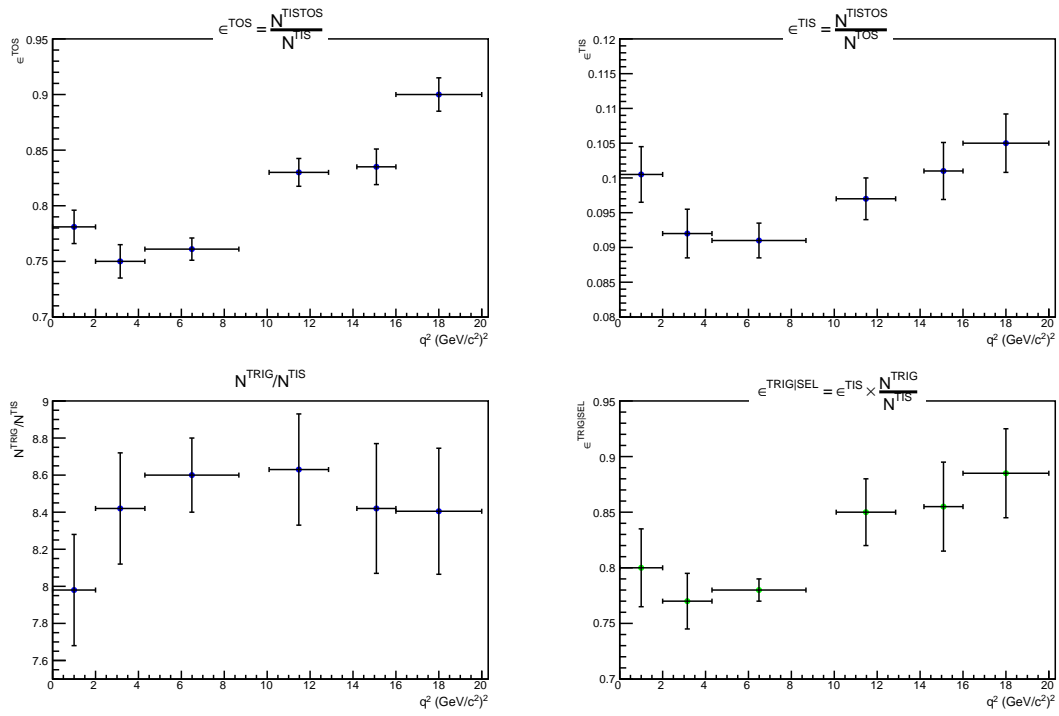 ϵ^TOS = N^TISTOS / N^TIS
ϵ^TOS
0.95
0.9
0.85
0.8
0.75
0.7
0 2 4 6 8 10 12 14 16 18 20
q² (GeV/c²)²
ϵ^TIS = N^TISTOS / N^TOS
ϵ^TIS
0.12
0.115
0.11
0.105
0.1
0.095
0.09
0.085
0.08
0 2 4 6 8 10 12 14 16 18 20
q² (GeV/c²)²
N^TRIG/N^TIS
N^TRIG/N^TIS
9
8.8
8.6
8.4
8.2
8
7.8
7.6
0 2 4 6 8 10 12 14 16 18 20
q² (GeV/c²)²
ϵ^TRIG|SEL = ϵ^TIS × N^TRIG / N^TIS
ϵ^TRIG|SEL
0.95
0.9
0.85
0.8
0.75
0.7
0 2 4 6 8 10 12 14 16 18 20
q² (GeV/c²)²